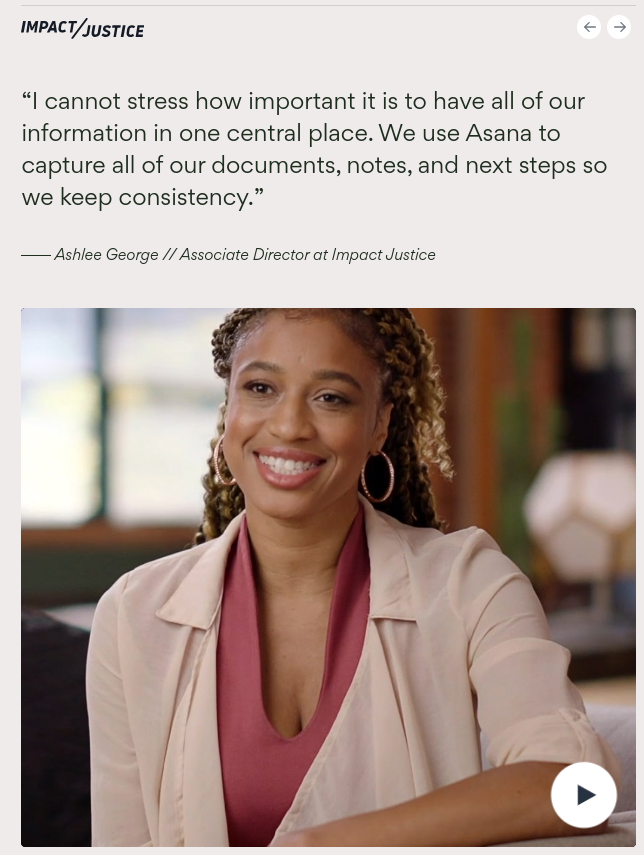 IMPACT/JUSTICE
“I cannot stress how important it is to have all of our
information in one central place. We use Asana to
capture all of our documents, notes, and next steps so
we keep consistency.”
—— Ashlee George // Associate Director at Impact Justice